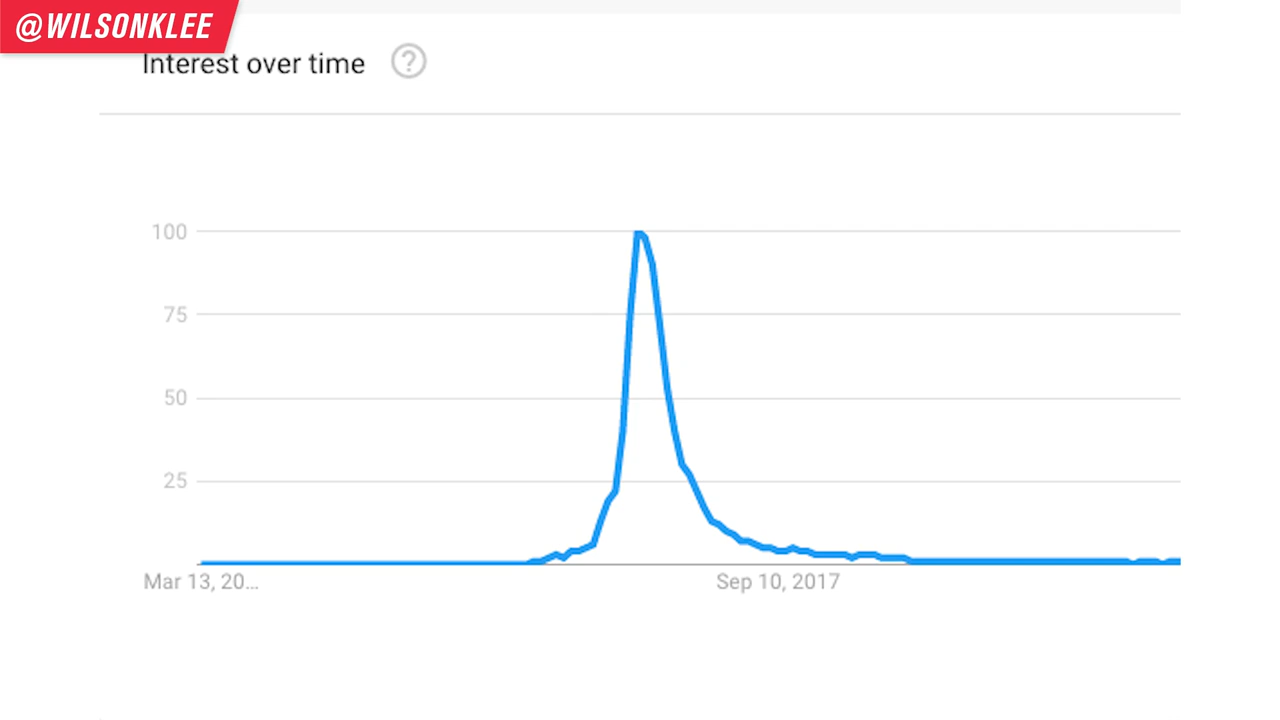 @WILSONKLEE
Interest over time ?
100
75
50
25
Mar 13, 20...
Sep 10, 2017